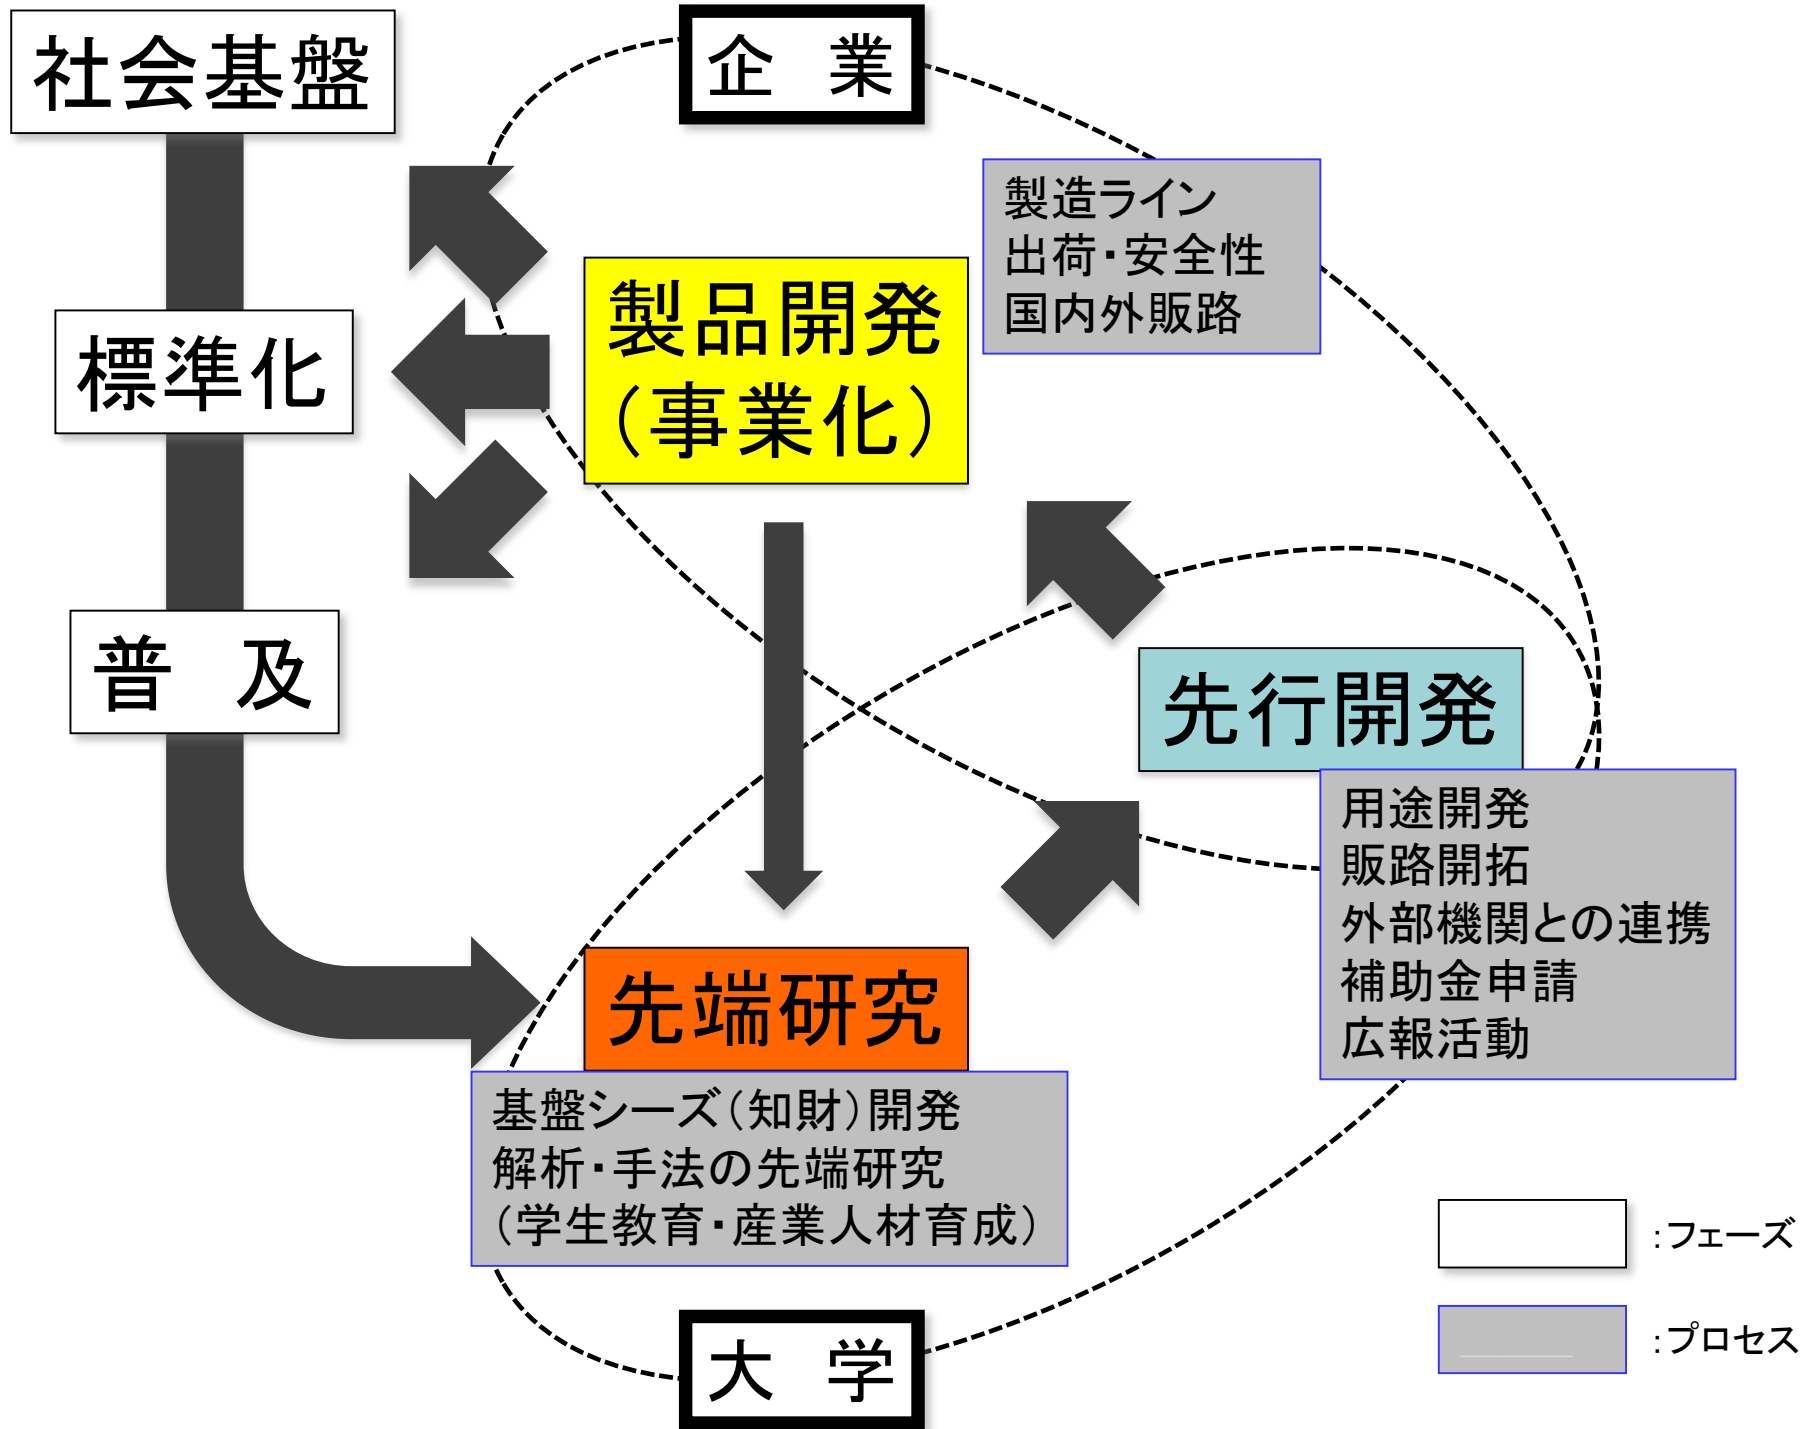 社会基盤
企　業
製造ライン
出荷・安全性
国内外販路
製品開発
（事業化）
標準化
普　及
先行開発
用途開発
販路開拓
外部機関との連携
補助金申請
広報活動
先端研究
基盤シーズ（知財）開発
解析・手法の先端研究
（学生教育・産業人材育成）
大　学
：フェーズ
：プロセス